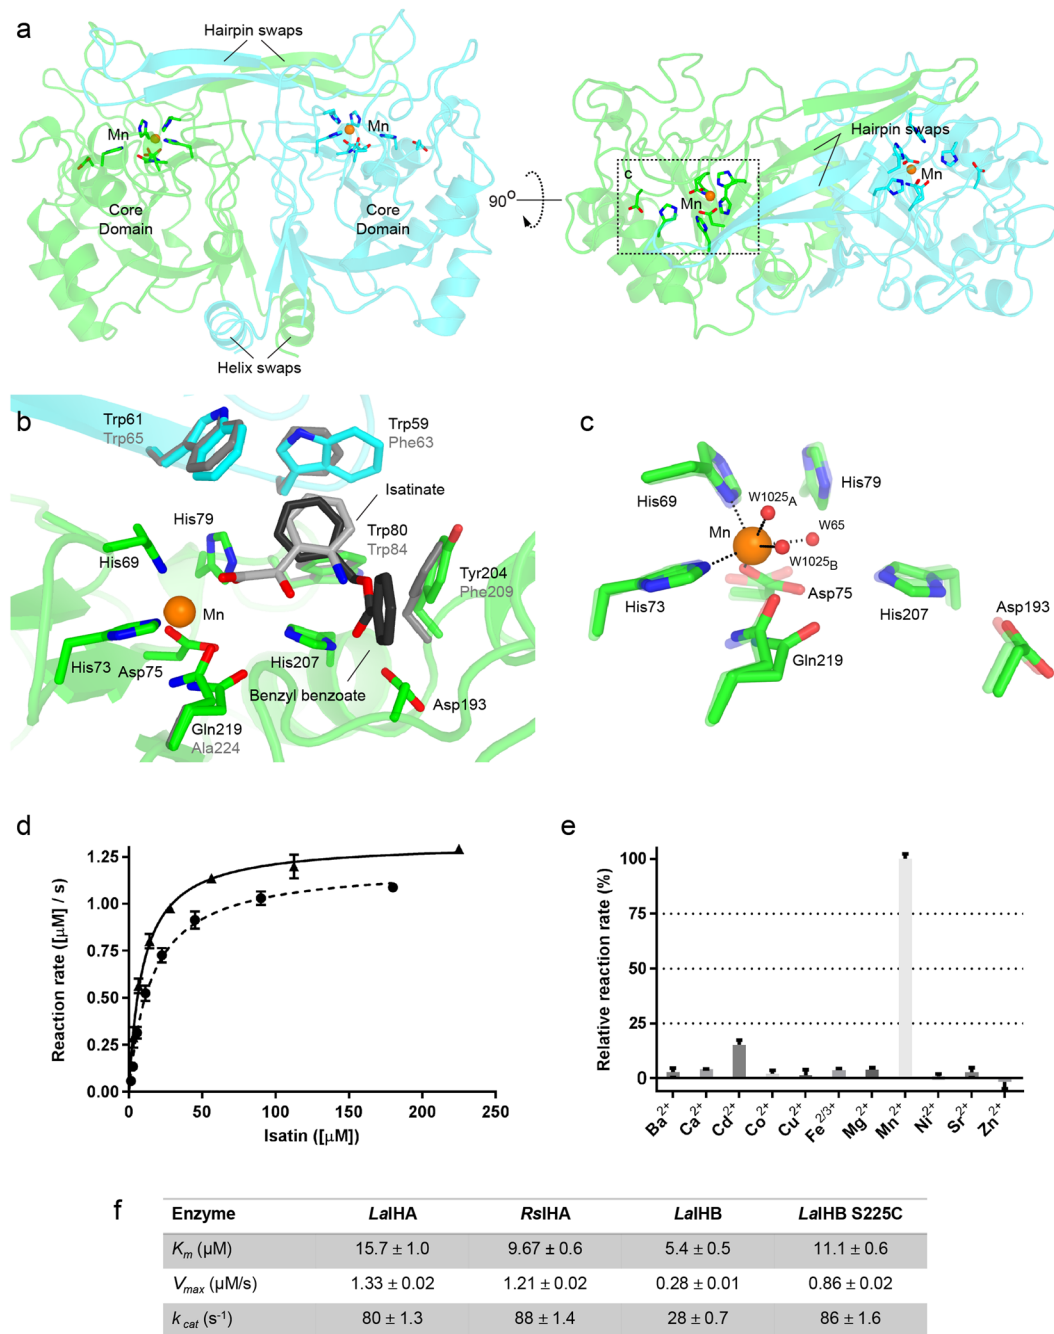 a
Hairpin swaps
Mn
Mn
Core
Domain
Core
Domain
Helix swaps
90°
Hairpin swaps
c
Mn
Mn
b
Trp61
Trp65
Trp59
Phe63
Isatinate
His79
Trp80
Trp84
His69
Tyr204
Phe209
Mn
His73
Asp75
His207
Benzyl benzoate
Asp193
Gln219
Ala224
c
His69
W1025A
His79
Mn
W65
W1025B
His73
Asp75
His207
Asp193
Gln219
d
Reaction rate ([µM] / s)
1.25
1.00
0.75
0.50
0.25
0.00
0 50 100 150 200 250
Isatin ([µM])
e
Relative reaction rate (%)
100
75
50
25
0
Ba2+ Ca2+ Cd2+ Co2+ Cu2+ Fe2/3+ Mg2+ Mn2+ Ni2+ Sr2+ Zn2+
f
Enzyme LaIHA RsIHA LaIHB LaIHB S225C
Km (µM) 15.7 ± 1.0 9.67 ± 0.6 5.4 ± 0.5 11.1 ± 0.6
Vmax (µM/s) 1.33 ± 0.02 1.21 ± 0.02 0.28 ± 0.01 0.86 ± 0.02
kcat (s-1) 80 ± 1.3 88 ± 1.4 28 ± 0.7 86 ± 1.6